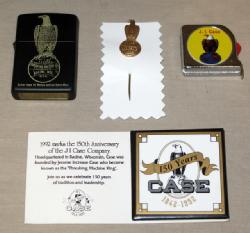 J. I. Case
1992 marks the 150th Anniversary
of the J I Case Company.
Headquartered in Racine, Wisconsin, Case was
founded by Jerome Increase Case who became
known as the "Threshing Machine King".
Join us as we celebrate 150 years
of tradition and leadership.
CASE
150 Years
CASE
1842-1992